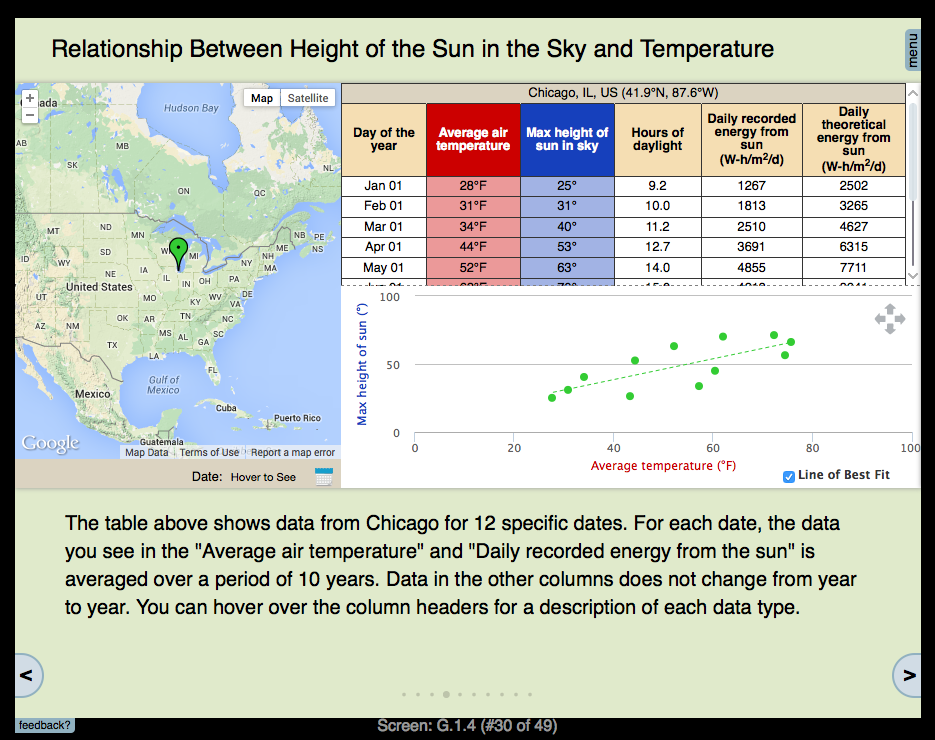 Relationship Between Height of the Sun in the Sky and Temperature
menu
+
−
Map Satellite
Hudson Bay
AB
MB
SK
NL
ON
QC
MT
ND
MN
NB
PE
ID
WY
SD
MI
ME
NS
NE
IA
NY
NH
MA
United States
IL
IN
OH
PA
UT
MO
KY
WV
VA
DE
AZ
NM
OK
AR
TN
NC
MS
AL
GA
SC
TX
LA
FL
Gulf of
Mexico
Mexico
Cuba
Puerto Rico
Guatemala
Google
Map Data Terms of Use Report a map error
Date: Hover to See
Chicago, IL, US (41.9°N, 87.6°W)
Day of the year Average air temperature Max height of sun in sky Hours of daylight Daily recorded energy from sun (W-h/m²/d) Daily theoretical energy from sun (W-h/m²/d)
Jan 01 28°F 25° 9.2 1267 2502
Feb 01 31°F 31° 10.0 1813 3265
Mar 01 34°F 40° 11.2 2510 4627
Apr 01 44°F 53° 12.7 3691 6315
May 01 52°F 63° 14.0 4855 7711
Max height of sun (°)
100
50
0
0 20 40 60 80 100
Average temperature (°F)
Line of Best Fit
The table above shows data from Chicago for 12 specific dates. For each date, the data
you see in the "Average air temperature" and "Daily recorded energy from the sun" is
averaged over a period of 10 years. Data in the other columns does not change from year
to year. You can hover over the column headers for a description of each data type.
< >
feedback?
Screen: G.1.4 (#30 of 49)